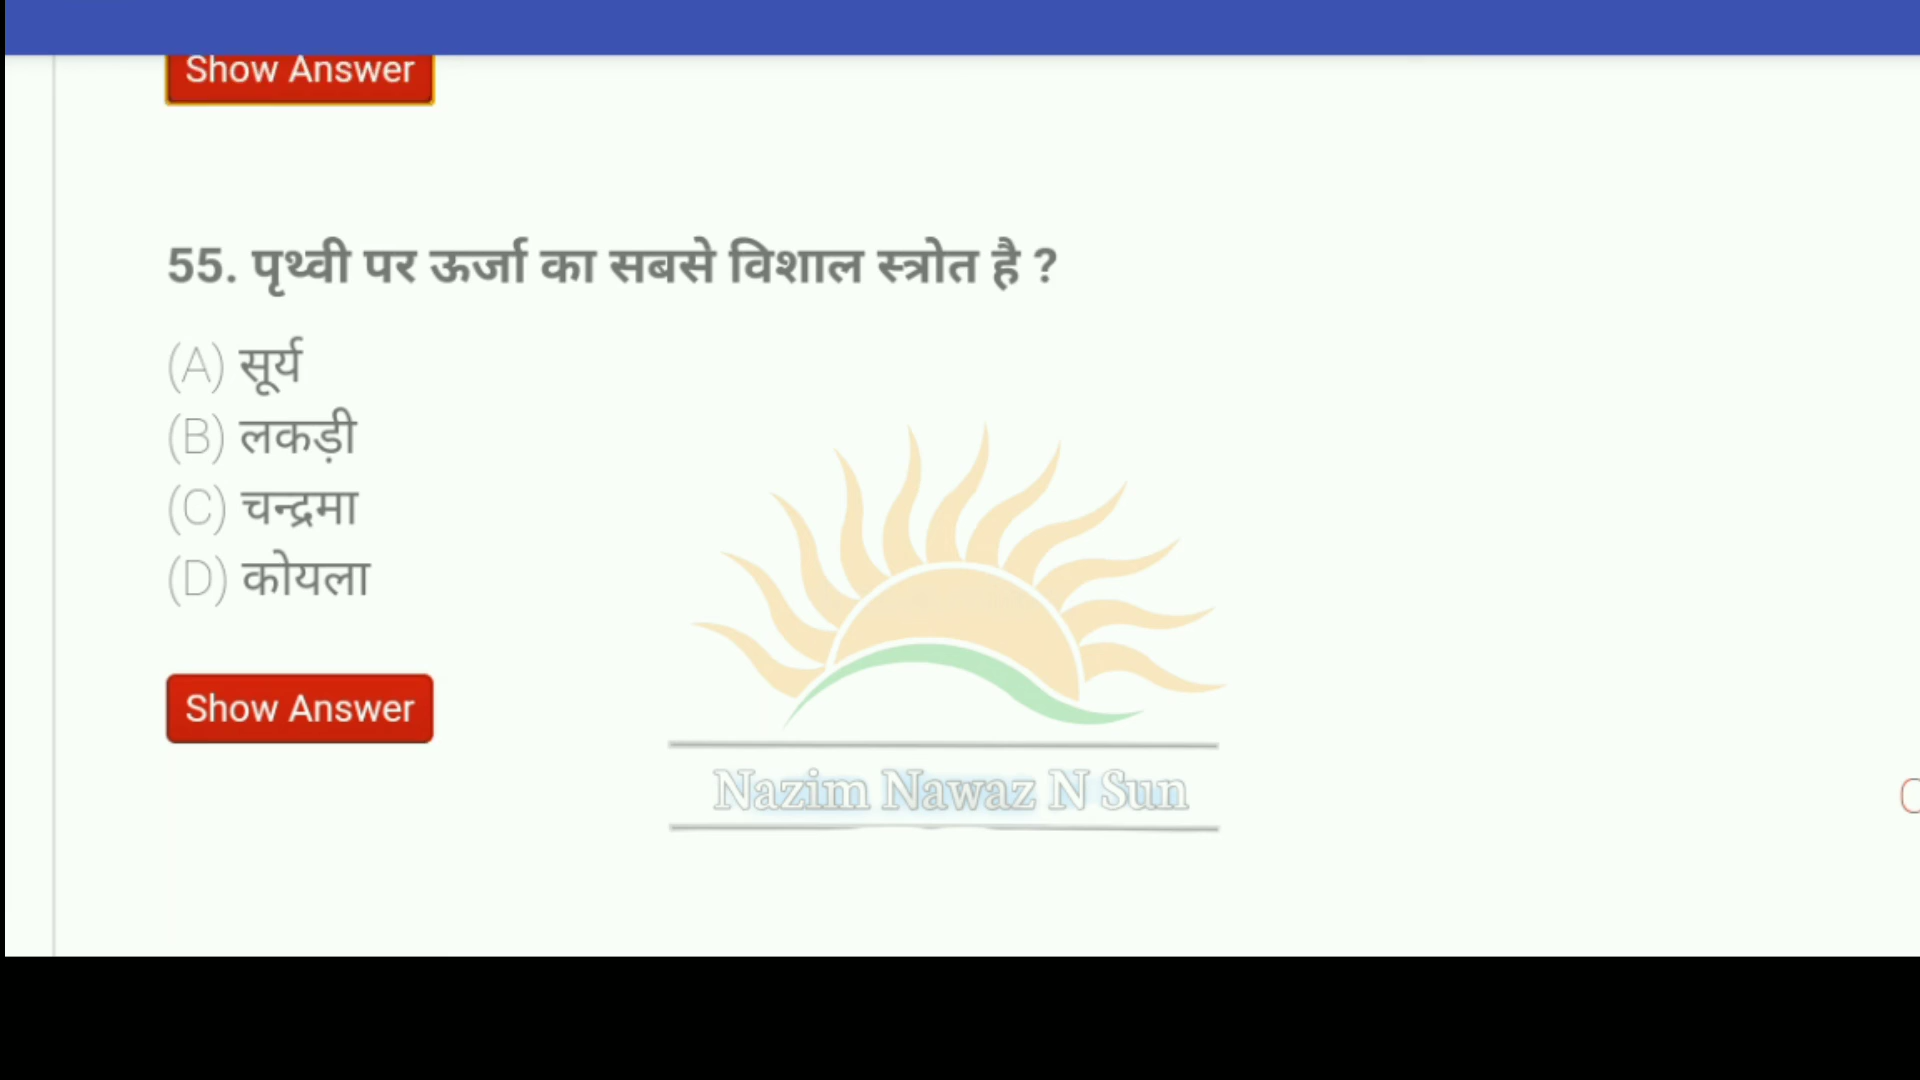 Show Answer
55. पृथ्वी पर ऊर्जा का सबसे विशाल स्त्रोत है ?
(A) सूर्य
(B) लकड़ी
(C) चन्द्रमा
(D) कोयला
Show Answer
Nazim Nawaz N Sun